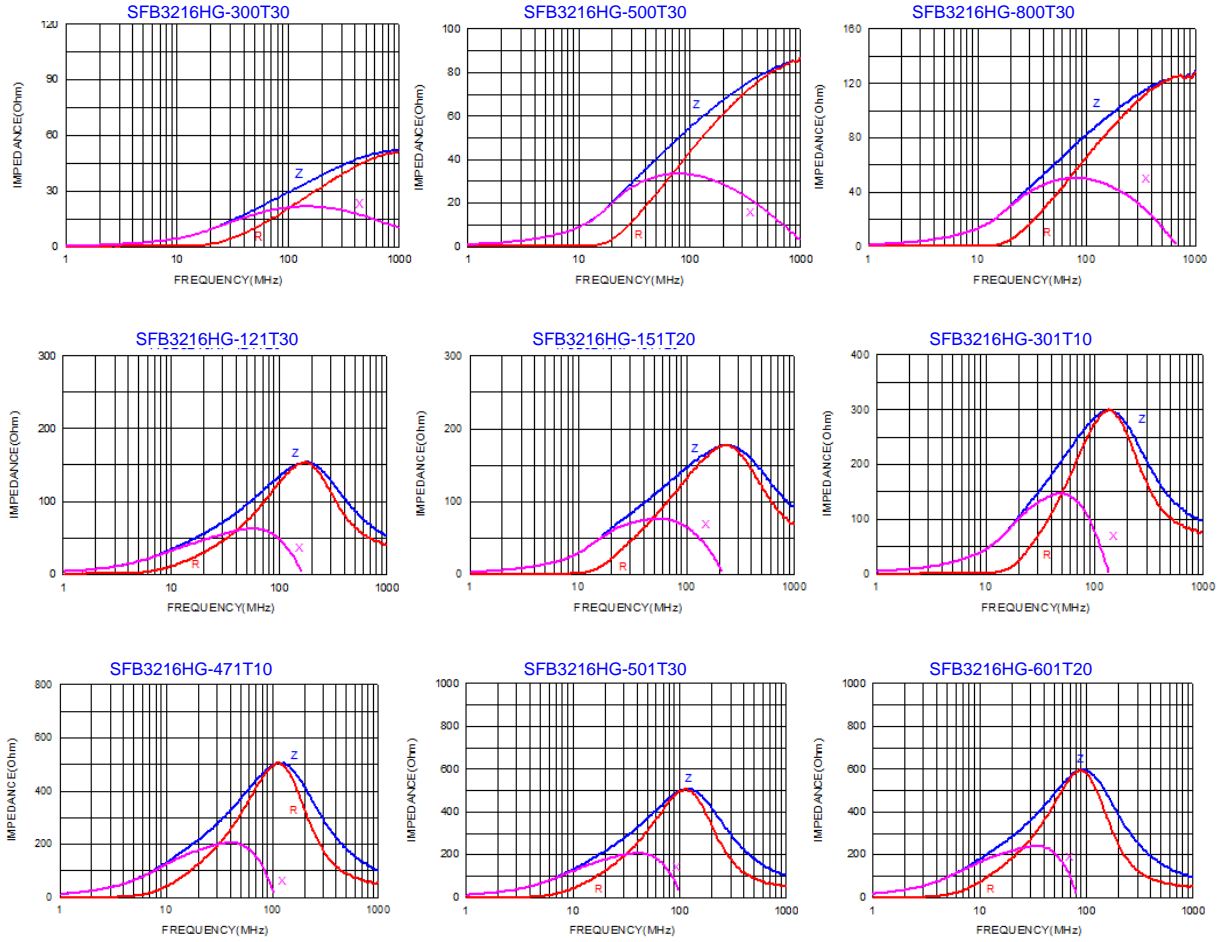 SFB3216HG-300T30
SFB3216HG-500T30
SFB3216HG-800T30
IMPEDANCE(Ohm)
120
90
60
30
0
Z
X
R
1
10
100
1000
FREQUENCY(MHz)
IMPEDANCE(Ohm)
100
80
60
40
20
0
Z
X
R
1
10
100
1000
FREQUENCY(MHz)
IMPEDANCE(Ohm)
160
120
80
40
0
Z
X
R
1
10
100
1000
FREQUENCY(MHz)
SFB3216HG-121T30
SFB3216HG-151T20
SFB3216HG-301T10
IMPEDANCE(Ohm)
300
200
100
0
Z
X
R
1
10
100
1000
FREQUENCY(MHz)
IMPEDANCE(Ohm)
300
200
100
0
Z
X
R
1
10
100
1000
FREQUENCY(MHz)
IMPEDANCE(Ohm)
400
300
200
100
0
Z
X
R
1
10
100
1000
FREQUENCY(MHz)
SFB3216HG-471T10
SFB3216HG-501T30
SFB3216HG-601T20
IMPEDANCE(Ohm)
800
600
400
200
0
Z
R
X
1
10
100
1000
FREQUENCY(MHz)
IMPEDANCE(Ohm)
1000
800
600
400
200
0
Z
X
R
1
10
100
1000
FREQUENCY(MHz)
IMPEDANCE(Ohm)
1000
800
600
400
200
0
Z
X
R
1
10
100
1000
FREQUENCY(MHz)